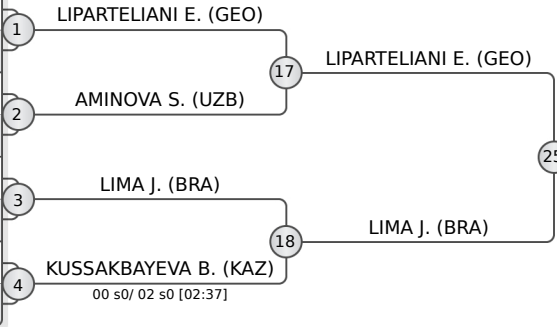 1
LIPARTELIANI E. (GEO)
17
LIPARTELIANI E. (GEO)
2
AMINOVA S. (UZB)
25
3
LIMA J. (BRA)
18
LIMA J. (BRA)
4
KUSSAKBAYEVA B. (KAZ)
00 s0/ 02 s0 [02:37]